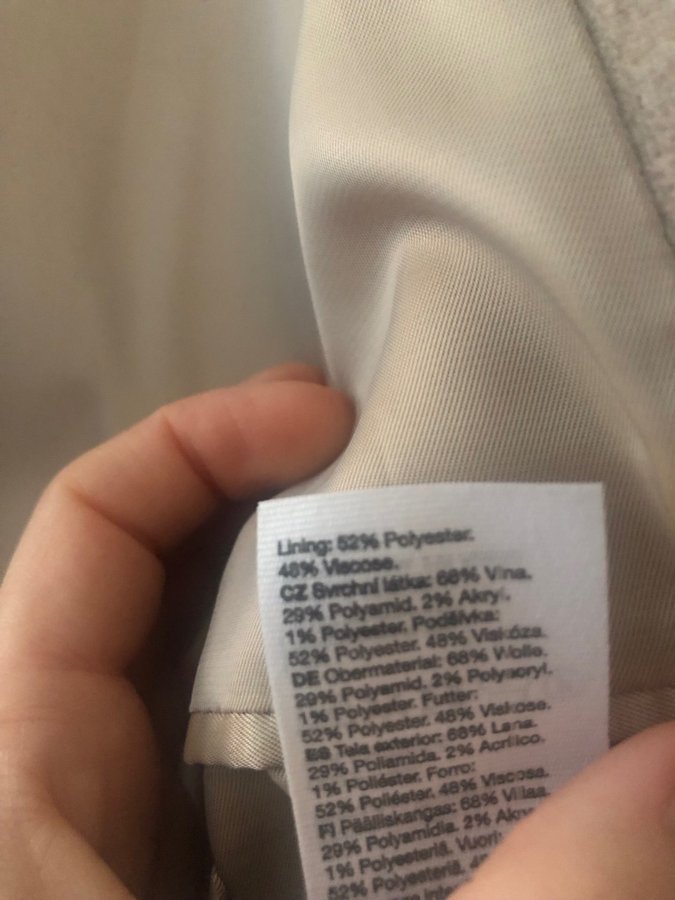 Lining: 52% Polyester.
48% Viscose.
CZ Svrchní látka: 68% Vlna.
29% Polyamid. 2% Akryl.
1% Polyester. Podšívka:
52% Polyester. 48% Viskóza.
DE Obermaterial: 68% Wolle.
29% Polyamid. 2% Polyacryl.
1% Polyester. Futter:
52% Polyester. 48% Viskose.
ES Tela exterior: 68% Lana.
29% Poliamida. 2% Acrílico.
1% Poliéster. Forro:
52% Poliéster. 48% Viscosa.
FI Päälliskangas: 68% Villaa.
29% Polyamidia. 2%
1% Polyesteriä.
52% Polyesteriä.